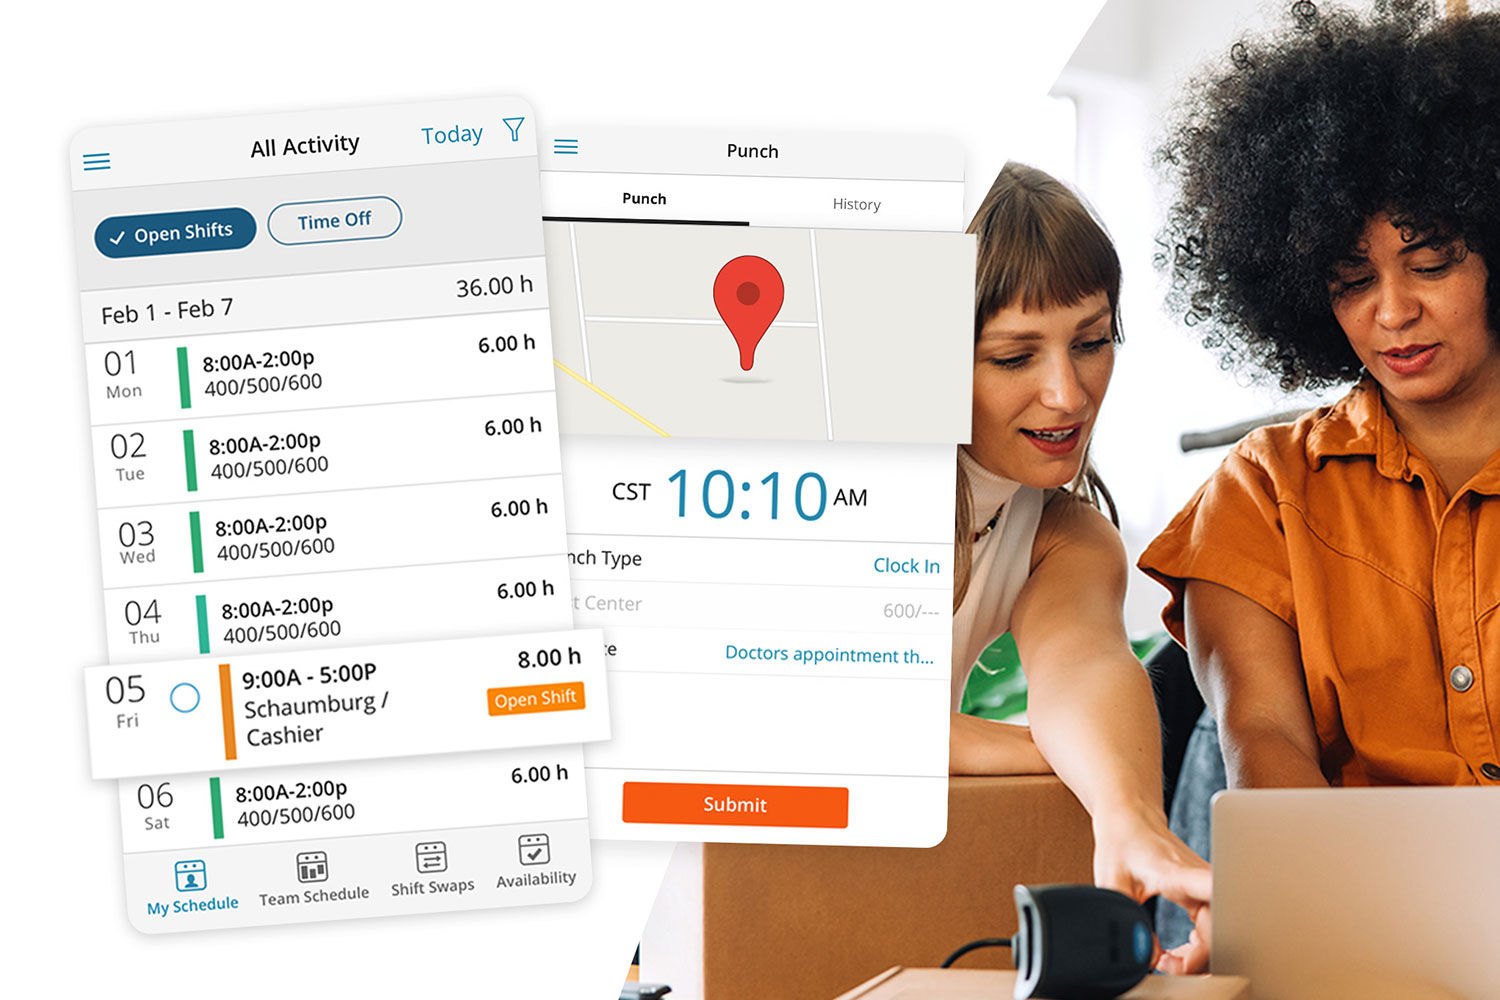 All Activity
Today
Open Shifts
Time Off
Feb 1 - Feb 7
36.00 h
01
Mon
8:00A-2:00p
400/500/600
6.00 h
02
Tue
8:00A-2:00p
400/500/600
6.00 h
03
Wed
8:00A-2:00p
400/500/600
6.00 h
04
Thu
8:00A-2:00p
400/500/600
6.00 h
05
Fri
9:00A - 5:00P
Schaumburg /
Cashier
8.00 h
Open Shift
06
Sat
8:00A-2:00p
400/500/600
6.00 h
My Schedule
Team Schedule
Shift Swaps
Availability
Punch
Punch
History
CST 10:10 AM
nch Type
Clock In
t Center
600/---
te
Doctors appointment th...
Submit